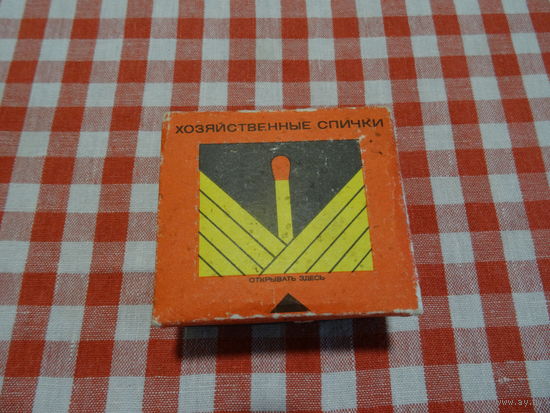 ХОЗЯЙСТВЕННЫЕ СПИЧКИ
ОТКРЫВАТЬ ЗДЕСЬ